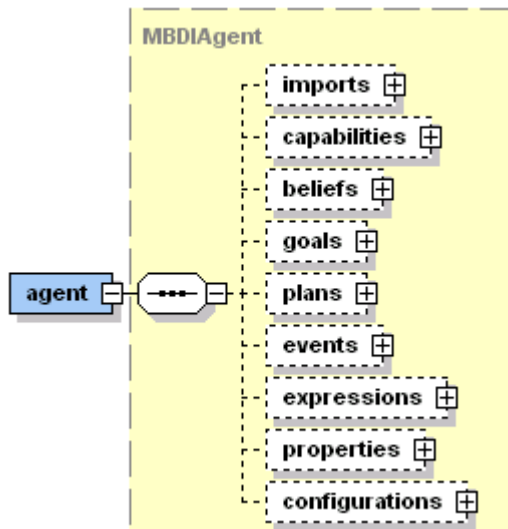 MBDIAgent
imports
capabilities
beliefs
goals
agent
plans
events
expressions
properties
configurations